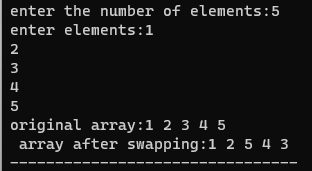 enter the number of elements:5
enter elements:1
2
3
4
5
original array:1 2 3 4 5
 array after swapping:1 2 5 4 3
--------------------------------